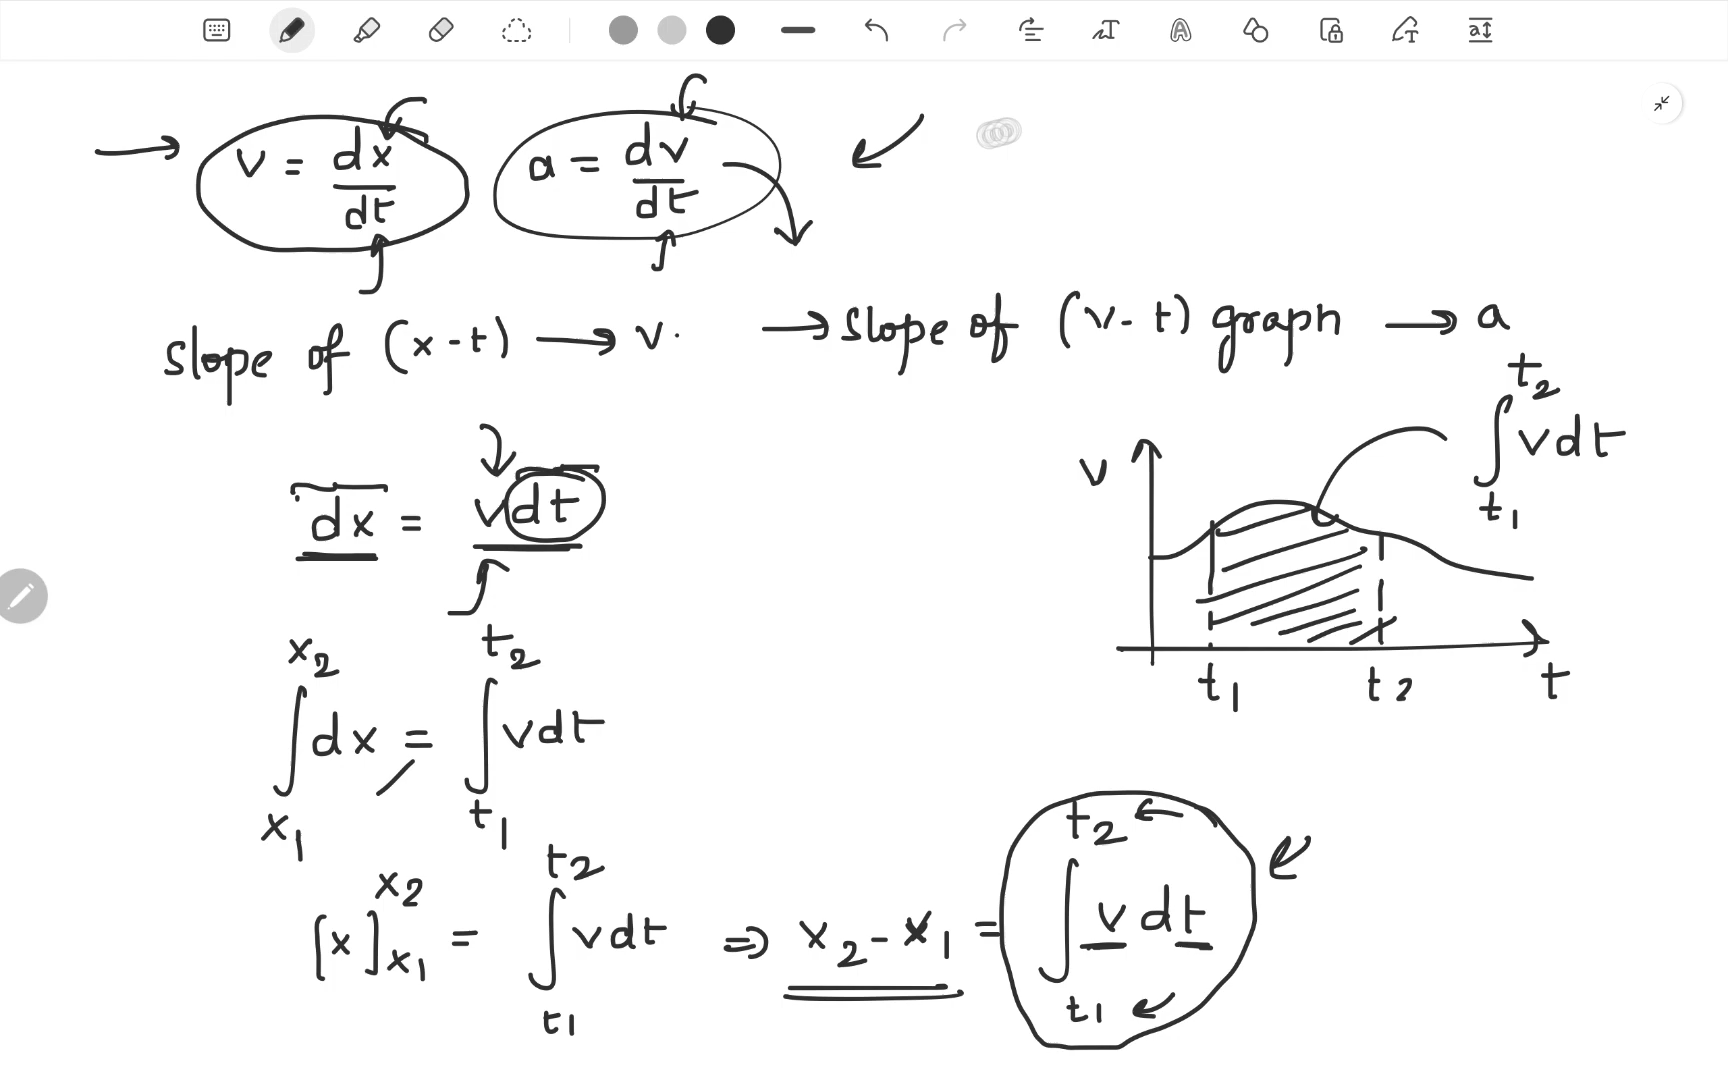 v = dx/dt a = dv/dt
slope of (x-t) → v. → slope of (v-t) graph → a
dx = vdt
∫_{x1}^{x2} dx = ∫_{t1}^{t2} vdt
v ∫_{t1}^{t2} vdt
t1 t2 t
[x]_{x1}^{x2} = ∫_{t1}^{t2} vdt ⇒ x2 - x1 = ∫_{t1}^{t2} v dt